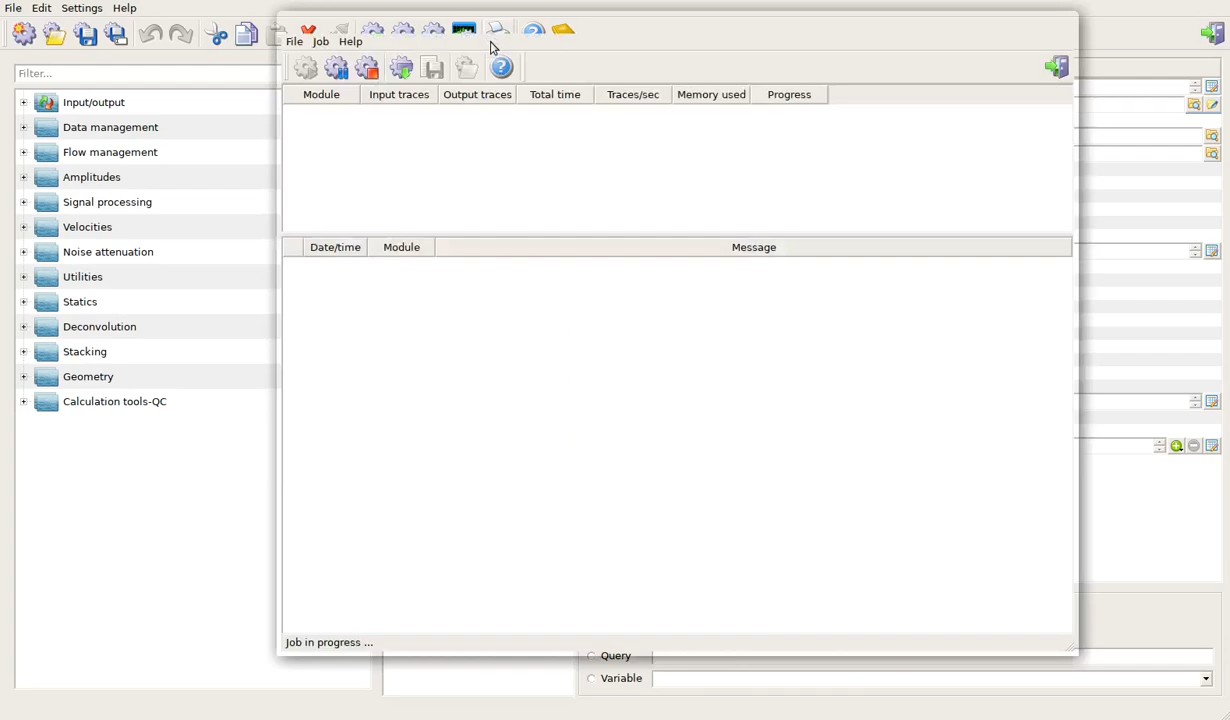 File Edit Settings Help
Filter...
Input/output
Data management
Flow management
Amplitudes
Signal processing
Velocities
Noise attenuation
Utilities
Statics
Deconvolution
Stacking
Geometry
Calculation tools-QC
File Job Help
Module Input traces Output traces Total time Traces/sec Memory used Progress
Date/time Module Message
Job in progress ...
Query
Variable